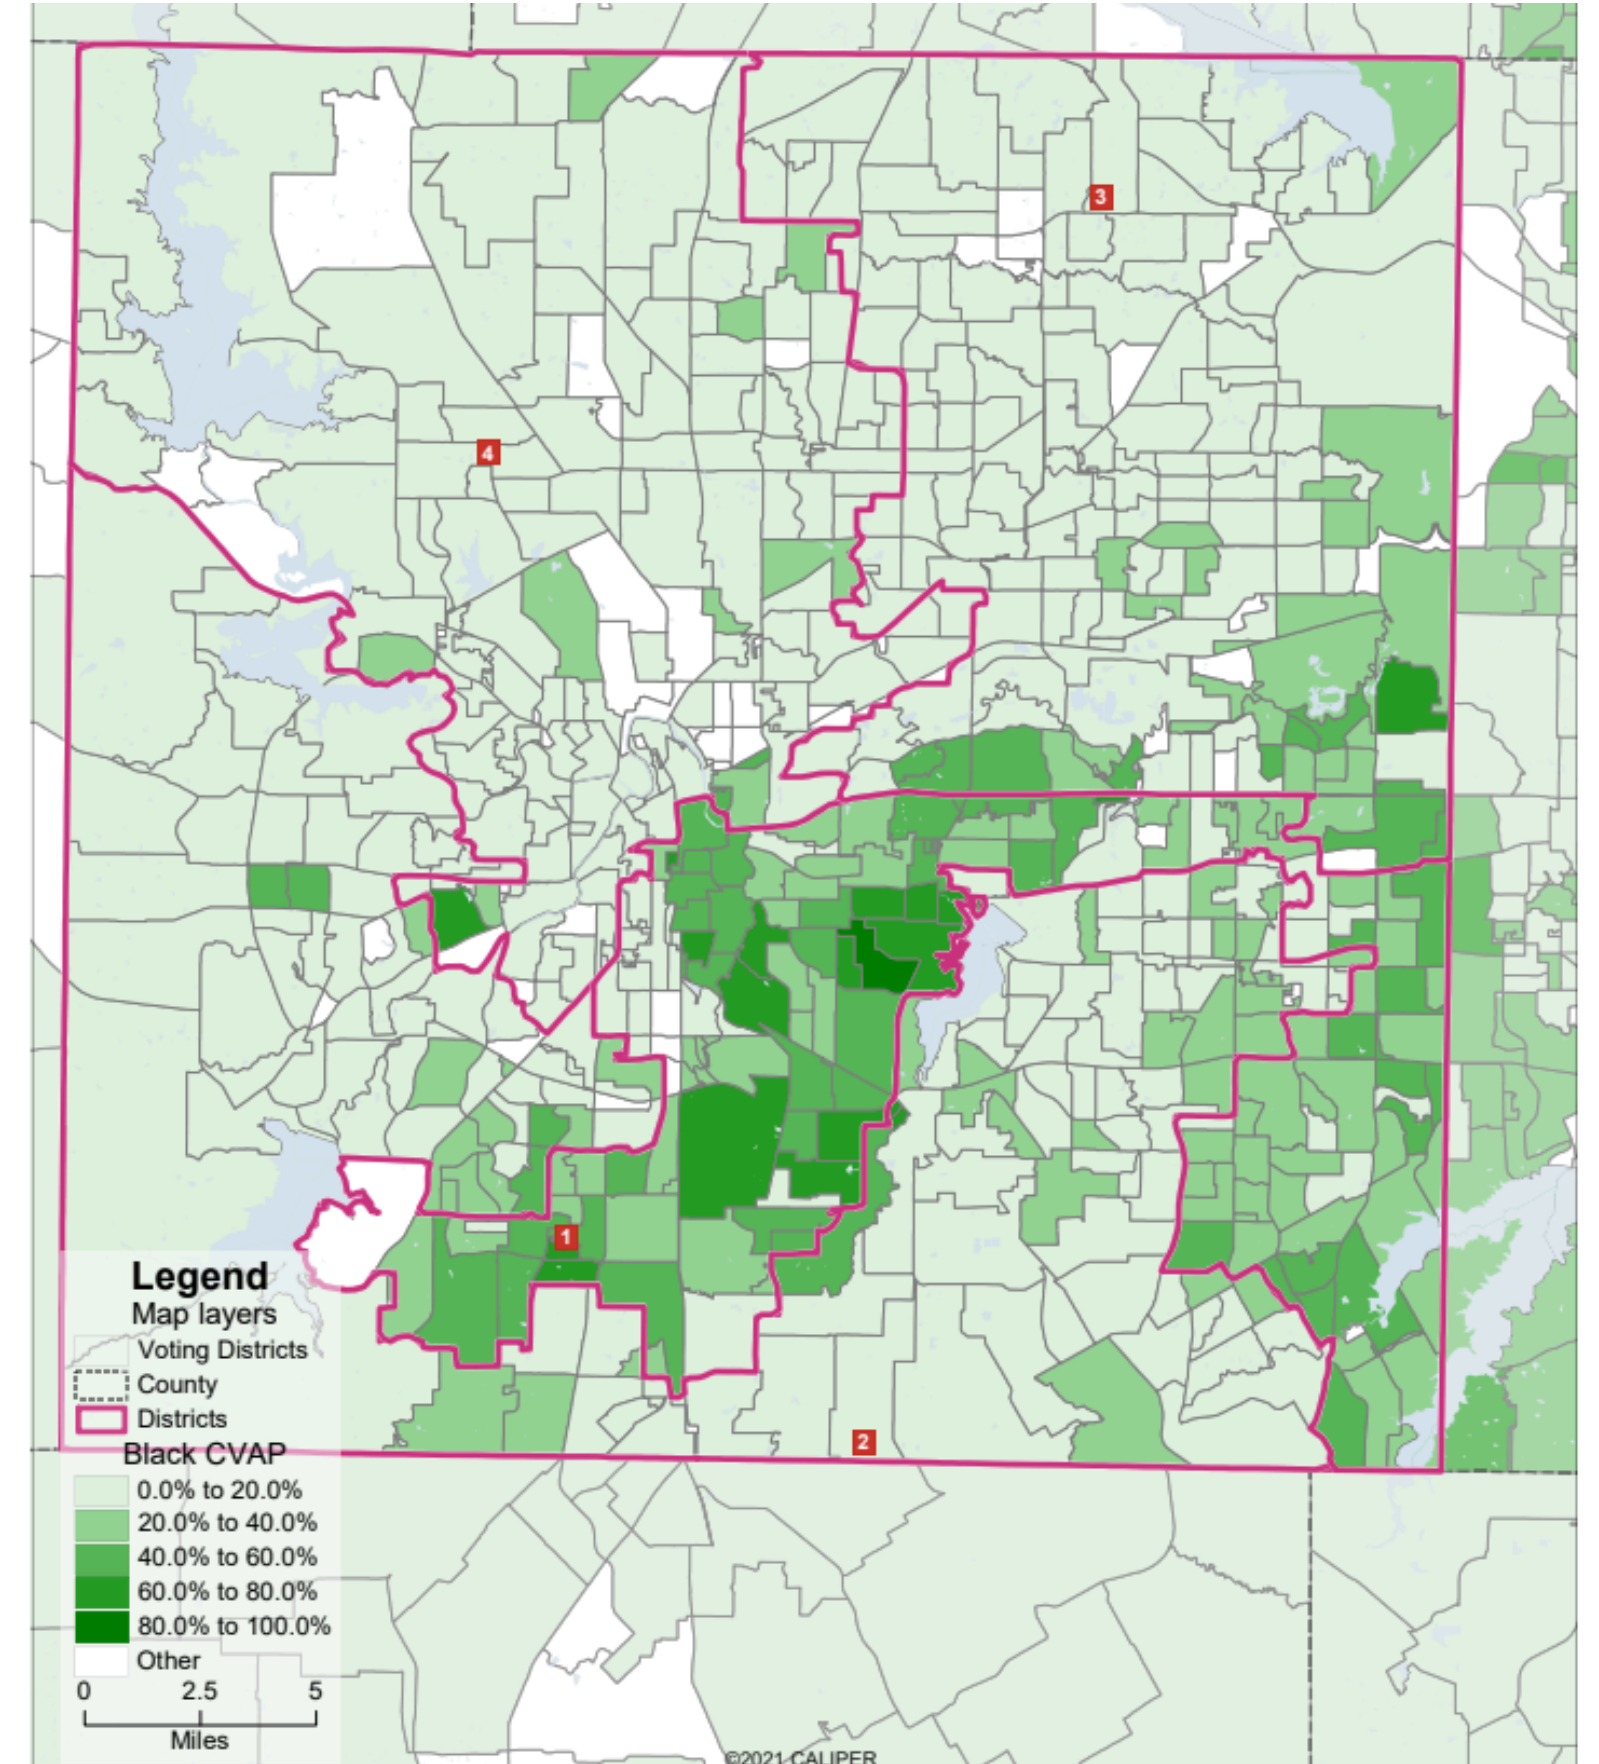 3
4
1
2
Legend
Map layers
Voting Districts
County
Districts
Black CVAP
0.0% to 20.0%
20.0% to 40.0%
40.0% to 60.0%
60.0% to 80.0%
80.0% to 100.0%
Other
0 2.5 5
Miles
©2021 CALIPER